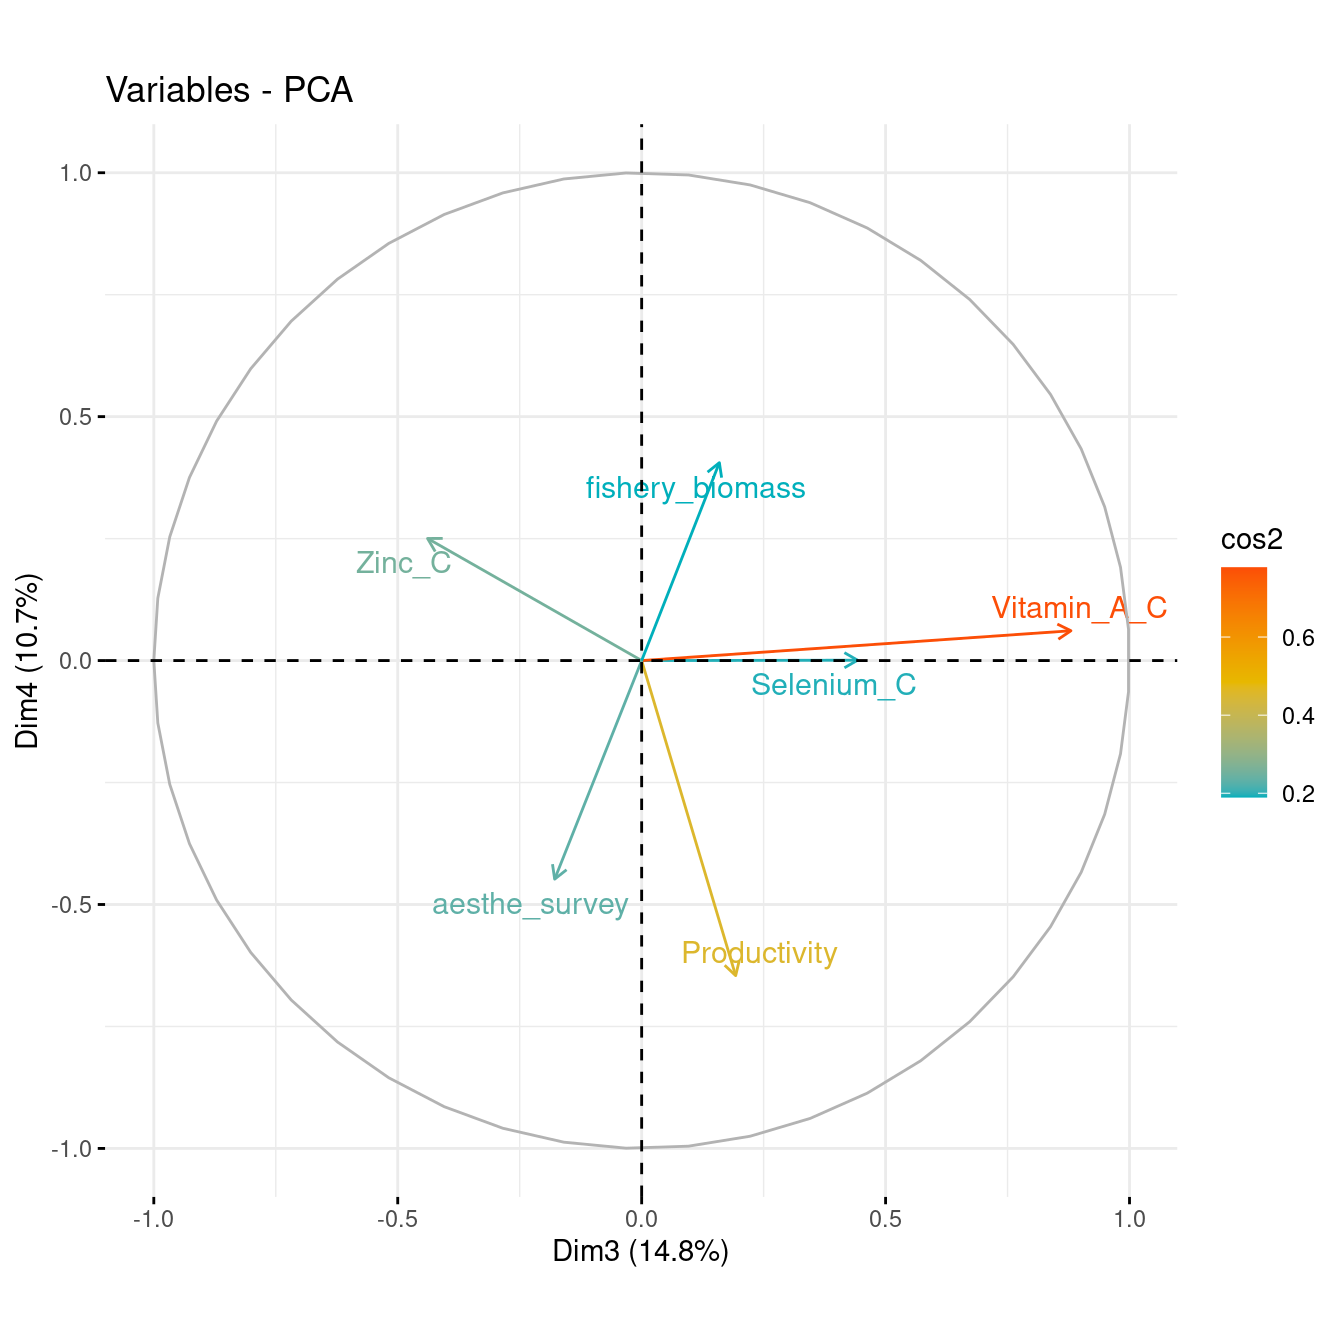 Variables - PCA
1.0
0.5
0.0
-0.5
-1.0
Dim4 (10.7%)
fishery_biomass
Zinc_C
Vitamin_A_C
Selenium_C
aesthe_survey
Productivity
cos2
0.6
0.4
0.2
-1.0 -0.5 0.0 0.5 1.0
Dim3 (14.8%)